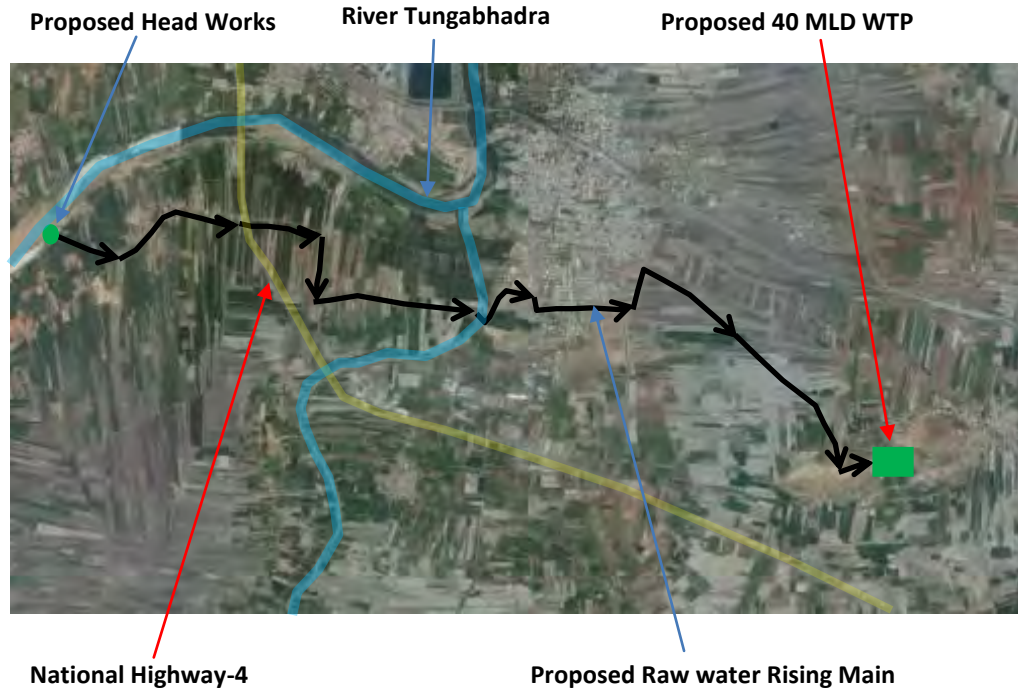 Proposed Head Works
River Tungabhadra
Proposed 40 MLD WTP
National Highway-4
Proposed Raw water Rising Main